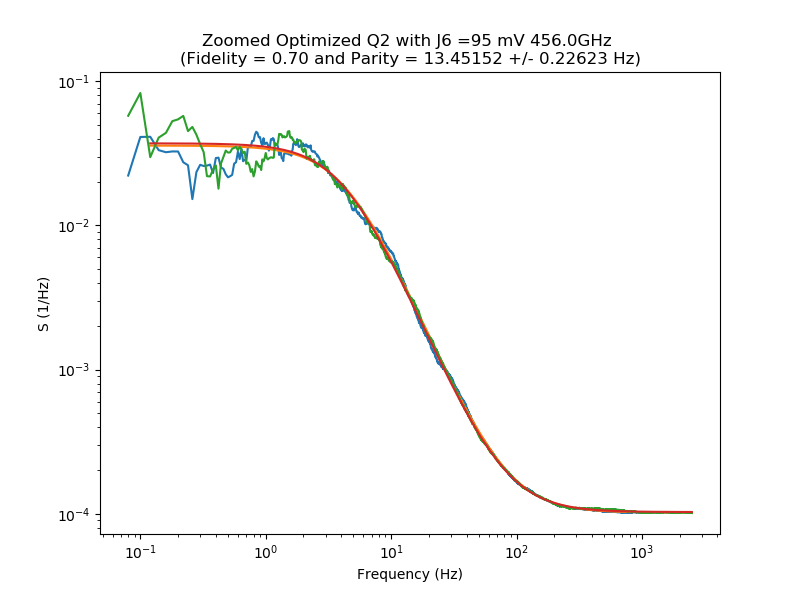 Zoomed Optimized Q2 with J6 =95 mV 456.0GHz
(Fidelity = 0.70 and Parity = 13.45152 +/- 0.22623 Hz)
10⁻¹
10⁻²
10⁻³
10⁻⁴
S (1/Hz)
10⁻¹ 10⁰ 10¹ 10² 10³
Frequency (Hz)